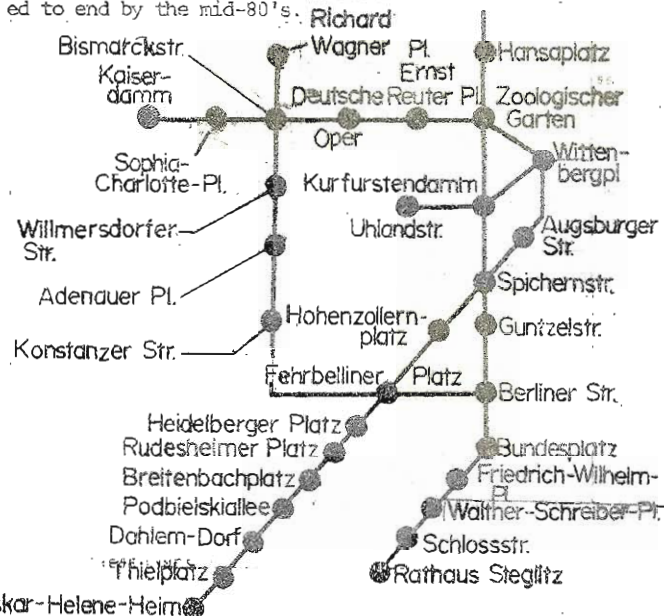 ed to end by the mid-80's.
Richard
Wagner Pl.
Bismarckstr.
Kaiser-
damm
Ernst
Reuter Pl.
Deutsche
Oper
Hansaplatz
Zoologischer
Garten
Sophia-
Charlotte-Pl.
Kurfurstendamm
Wittenbergpl
Uhlandstr.
Willmersdorfer
Str.
Augsburger
Str.
Adenauer Pl.
Spichernstr.
Hohenzollern-
platz
Guntzelstr.
Konstanzer Str.
Fehrbelliner Platz
Berliner Str.
Heidelberger Platz
Rudesheimer Platz
Bundesplatz
Breitenbachplatz
Friedrich-Wilhelm-
Pl
Podbielskiallee
Walther-Schreiber-Pl.
Dahlem-Dorf
Schlossstr.
Thielplatz
Rathaus Steglitz
skar-Helene-Heim